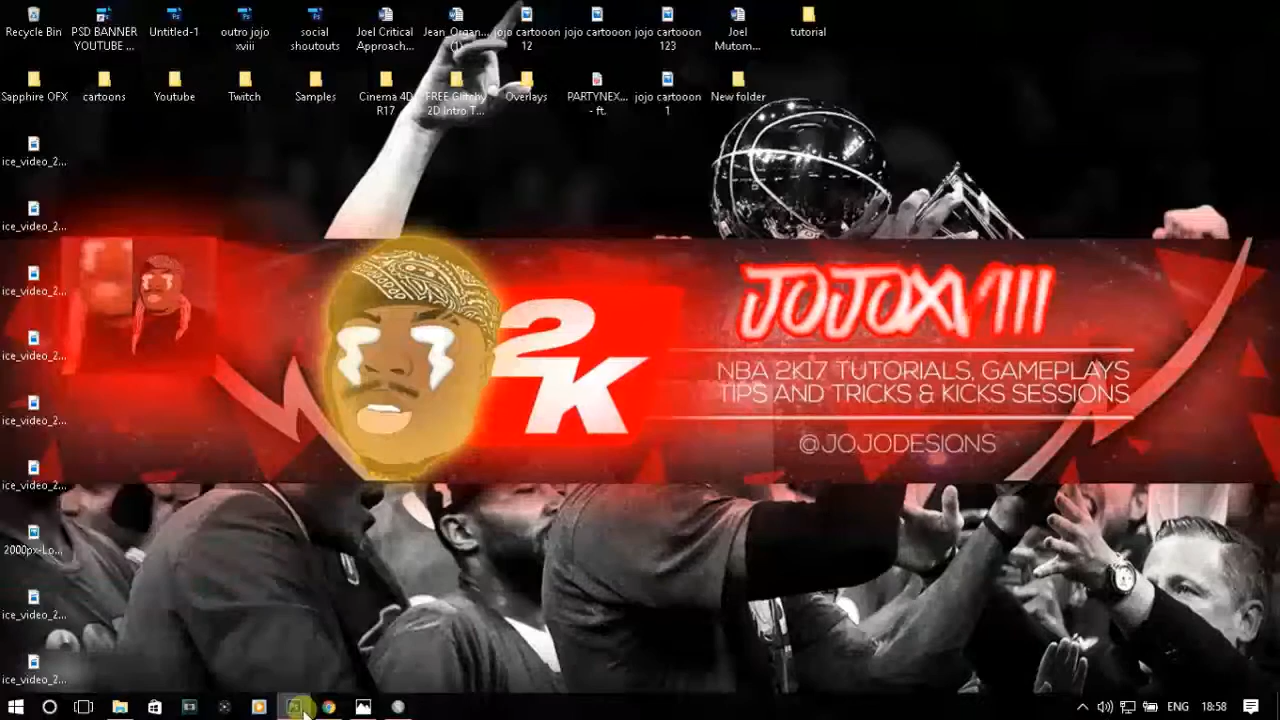 Recycle Bin
PSD BANNER
YOUTUBE ...
Untitled-1
outro jojo
xviii
social
shoutouts
Joel Critical
Approach...
Jean_Organ...
(1)
jojo cartooon
12
jojo cartooon
jojo cartooon
123
Joel
Mutom...
tutorial
Sapphire OFX
cartoons
Youtube
Twitch
Samples
Cinema 4D
R17
FREE Glitchy
2D Intro T...
Overlays
PARTYNEX...
- ft.
jojo cartooon
1
New folder
ice_video_2...
ice_video_2...
ice_video_2...
ice_video_2...
ice_video_2...
ice_video_2...
2000px-Lo...
ice_video_2...
ice_video_2...
2K
JOJOXVIII
NBA 2K17 TUTORIALS, GAMEPLAYS
TIPS AND TRICKS & KICKS SESSIONS
@JOJODESIGNS
Ps
ENG
18:58